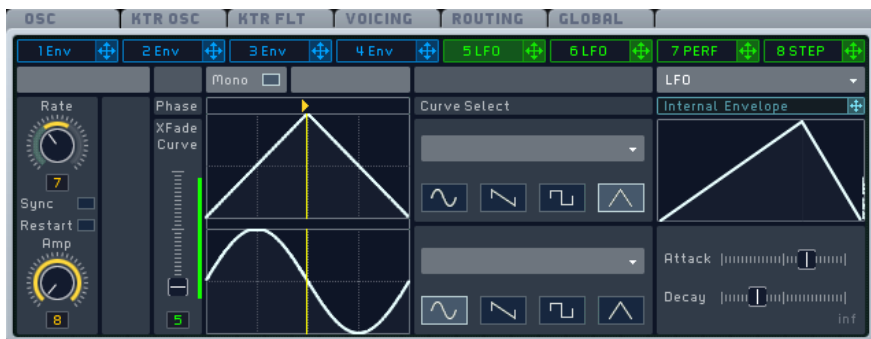 OSC KTR OSC KTR FLT VOICING ROUTING GLOBAL
1 Env 2 Env 3 Env 4 Env 5 LFO 6 LFO 7 PERF 8 STEP
Mono LFO
Rate Phase Curve Select Internal Envelope
XFade
Curve
7
Sync
Restart
Amp
Attack
Decay
8 5 inf